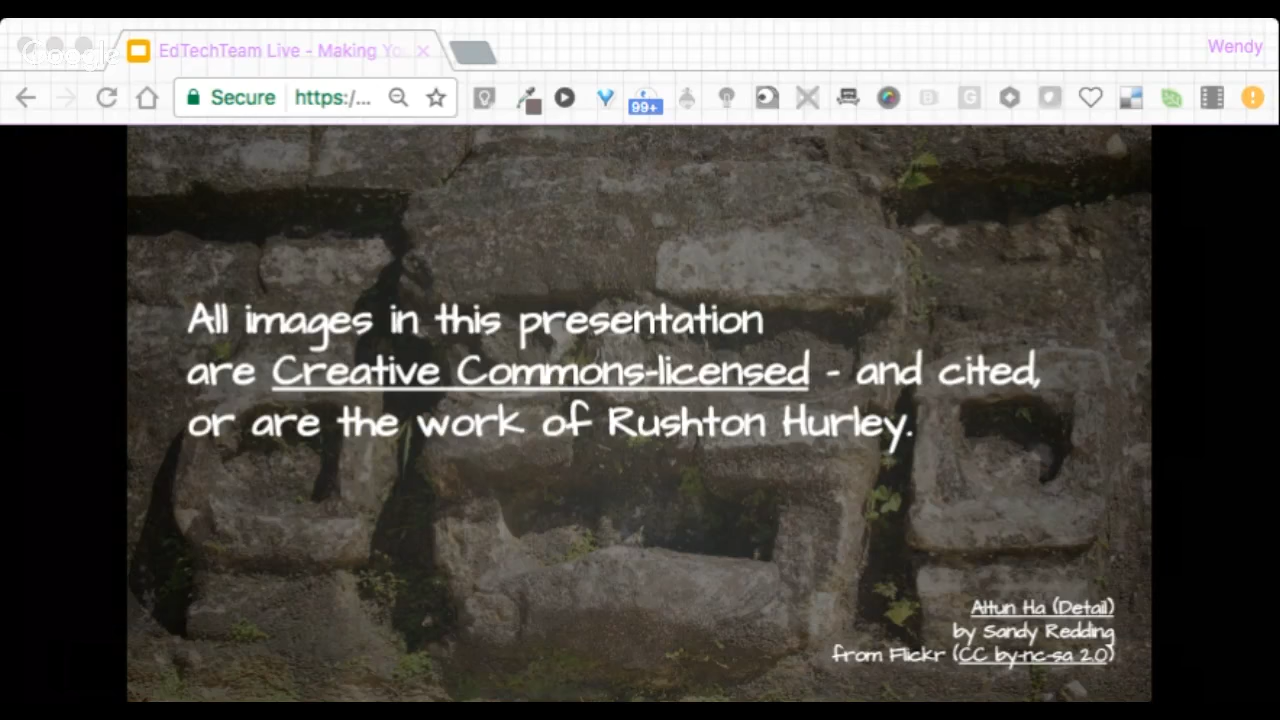 Google
EdTechTeam Live - Making Yo
Wendy
Secure
https:/...
99+
All images in this presentation
are Creative Commons-licensed - and cited,
or are the work of Rushton Hurley.
Altun Ha (Detail)
by Sandy Redding
from Flickr (CC by-nc-sa 2.0)